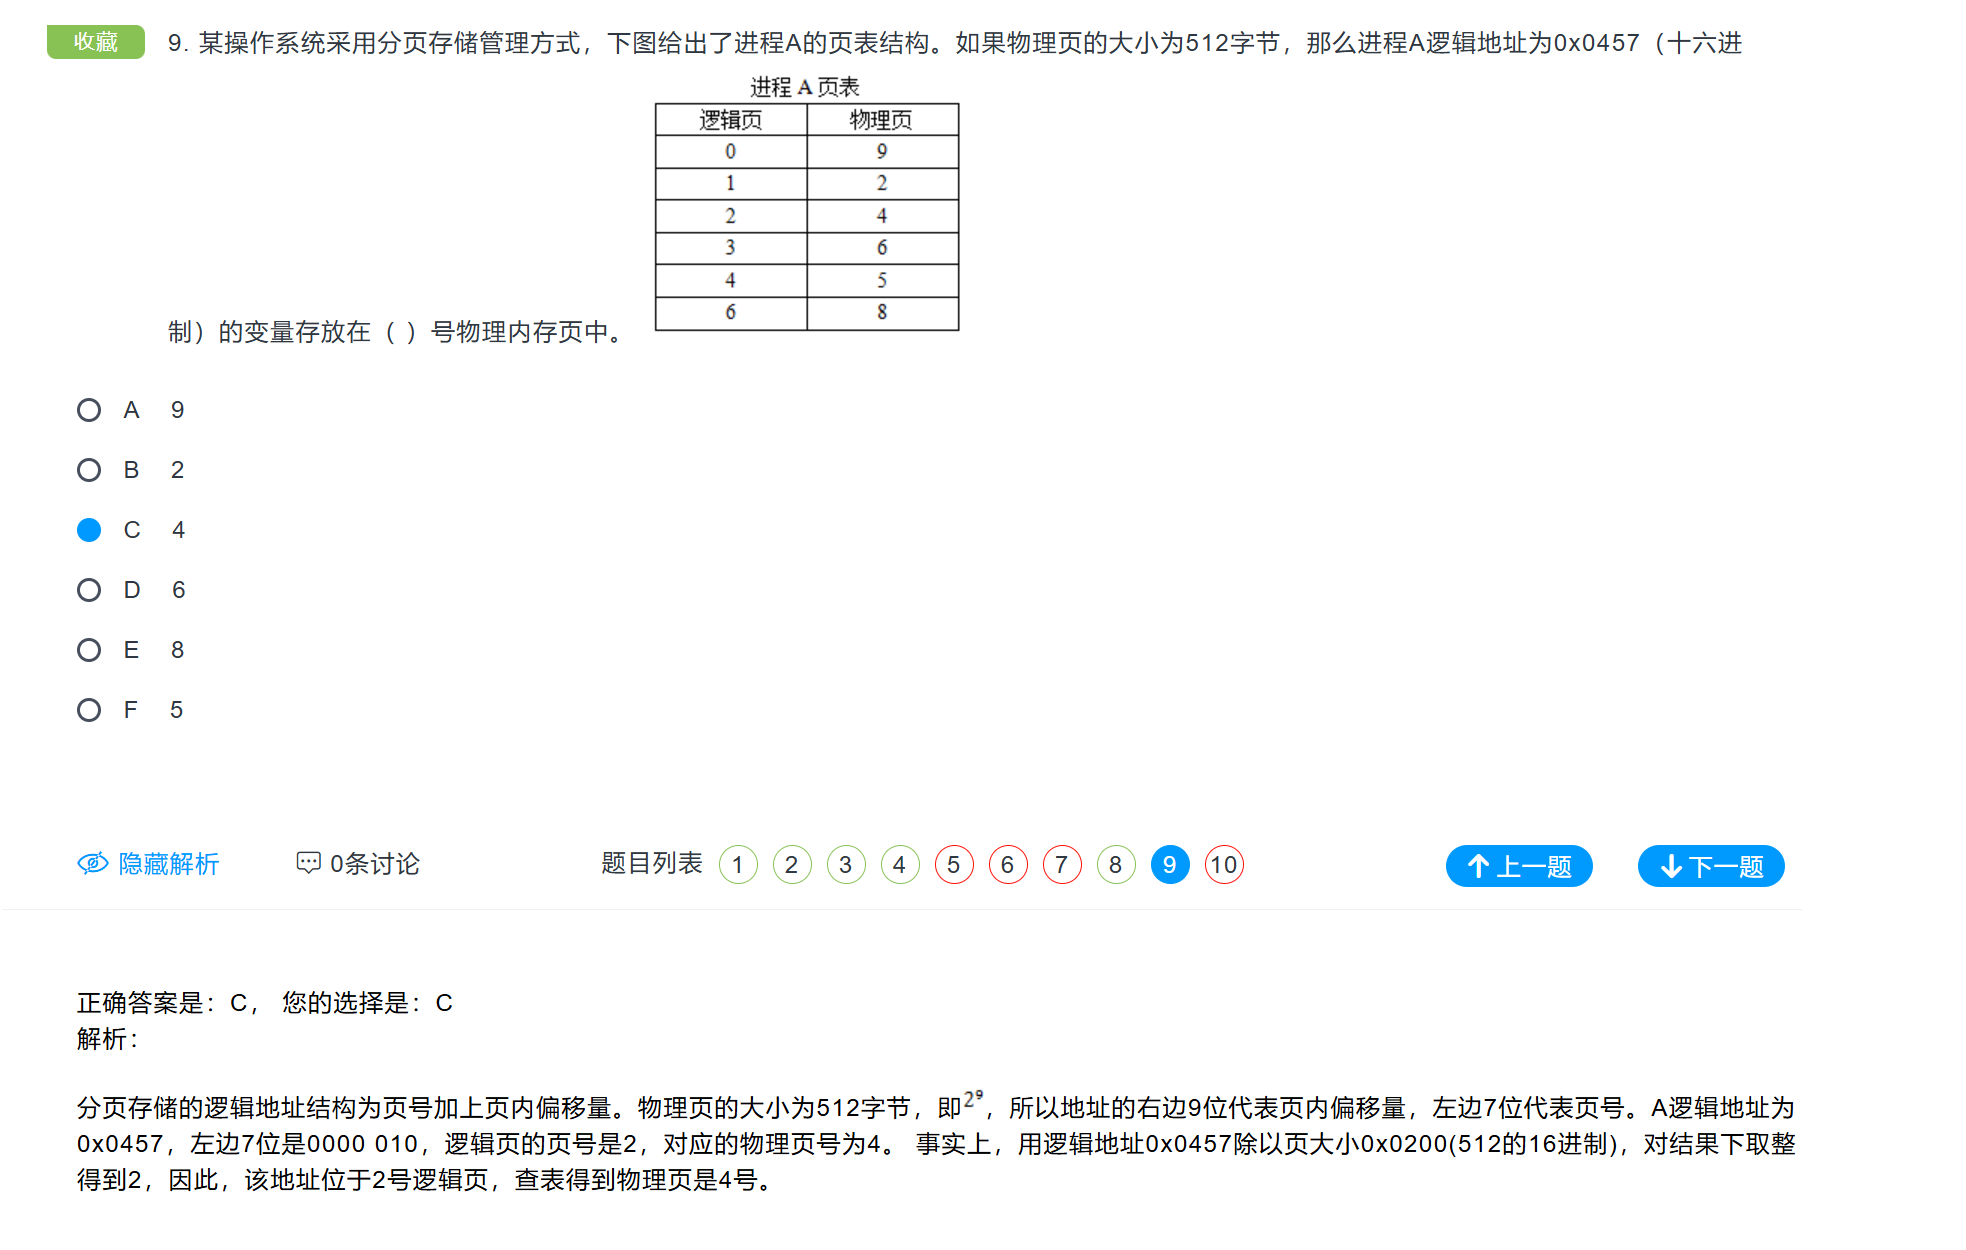 收藏
9. 某操作系统采用分页存储管理方式，下图给出了进程A的页表结构。如果物理页的大小为512字节，那么进程A逻辑地址为0x0457（十六进
进程 A 页表
逻辑页 物理页
0 9
1 2
2 4
3 6
4 5
6 8
制）的变量存放在（ ）号物理内存页中。
A 9
B 2
C 4
D 6
E 8
F 5
隐藏解析 0条讨论 题目列表 1 2 3 4 5 6 7 8 9 10 上一题 下一题
正确答案是：C， 您的选择是：C
解析：
分页存储的逻辑地址结构为页号加上页内偏移量。物理页的大小为512字节，即2⁹，所以地址的右边9位代表页内偏移量，左边7位代表页号。A逻辑地址为
0x0457，左边7位是0000 010，逻辑页的页号是2，对应的物理页号为4。 事实上，用逻辑地址0x0457除以页大小0x0200(512的16进制)，对结果下取整
得到2，因此，该地址位于2号逻辑页，查表得到物理页是4号。